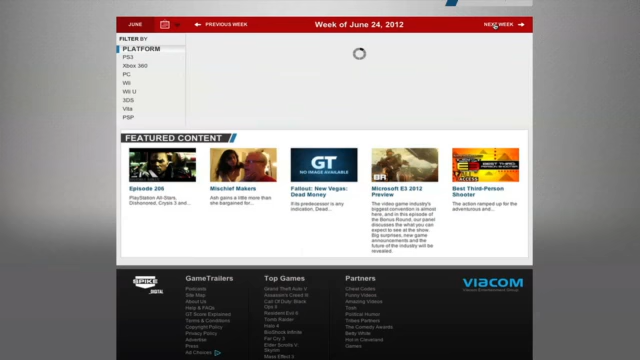 JUNE
PREVIOUS WEEK
Week of June 24, 2012
NEXT WEEK
FILTER BY
PLATFORM
PS3
Xbox 360
PC
Wii
Wii U
3DS
Vita
PSP
FEATURED CONTENT
GT
NO IMAGE AVAILABLE
BR
BEST THIRD PERSON
Episode 206
PlayStation All-Stars,
Dishonored, Crysis 3 and...
Mischief Makers
Ash gains a little more than
she bargained for...
Fallout: New Vegas:
Dead Money
If its predecessor is any
indication, Dead...
Microsoft E3 2012
Preview
The video game industry's
biggest convention is almost
here, and in this episode of
the Bonus Round, our panel
discusses what you can
expect to see at the show.
Big surprises, new game
announcements and the
future of the industry will be
revealed.
Best Third-Person
Shooter
The action ramped up for the
adventurous and...
SPIKE
DIGITAL
GameTrailers
Podcasts
Site Map
About Us
Help & FAQs
GT Score Explained
Terms & Conditions
Copyright Policy
Privacy Policy
Advertise
Press
Ad Choices
Top Games
Grand Theft Auto V
Assassin's Creed III
Call Of Duty: Black
Ops II
Resident Evil 6
Tomb Raider
Halo 4
BioShock Infinite
Far Cry 3
Elder Scrolls V:
Skyrim
Mass Effect 3
Partners
Cheat Codes
Funny Videos
Amazing Videos
Tosh
Political Humor
Tr3s Partners
The Comedy Awards
Betty White
Hot in Cleveland
Games
VIACOM